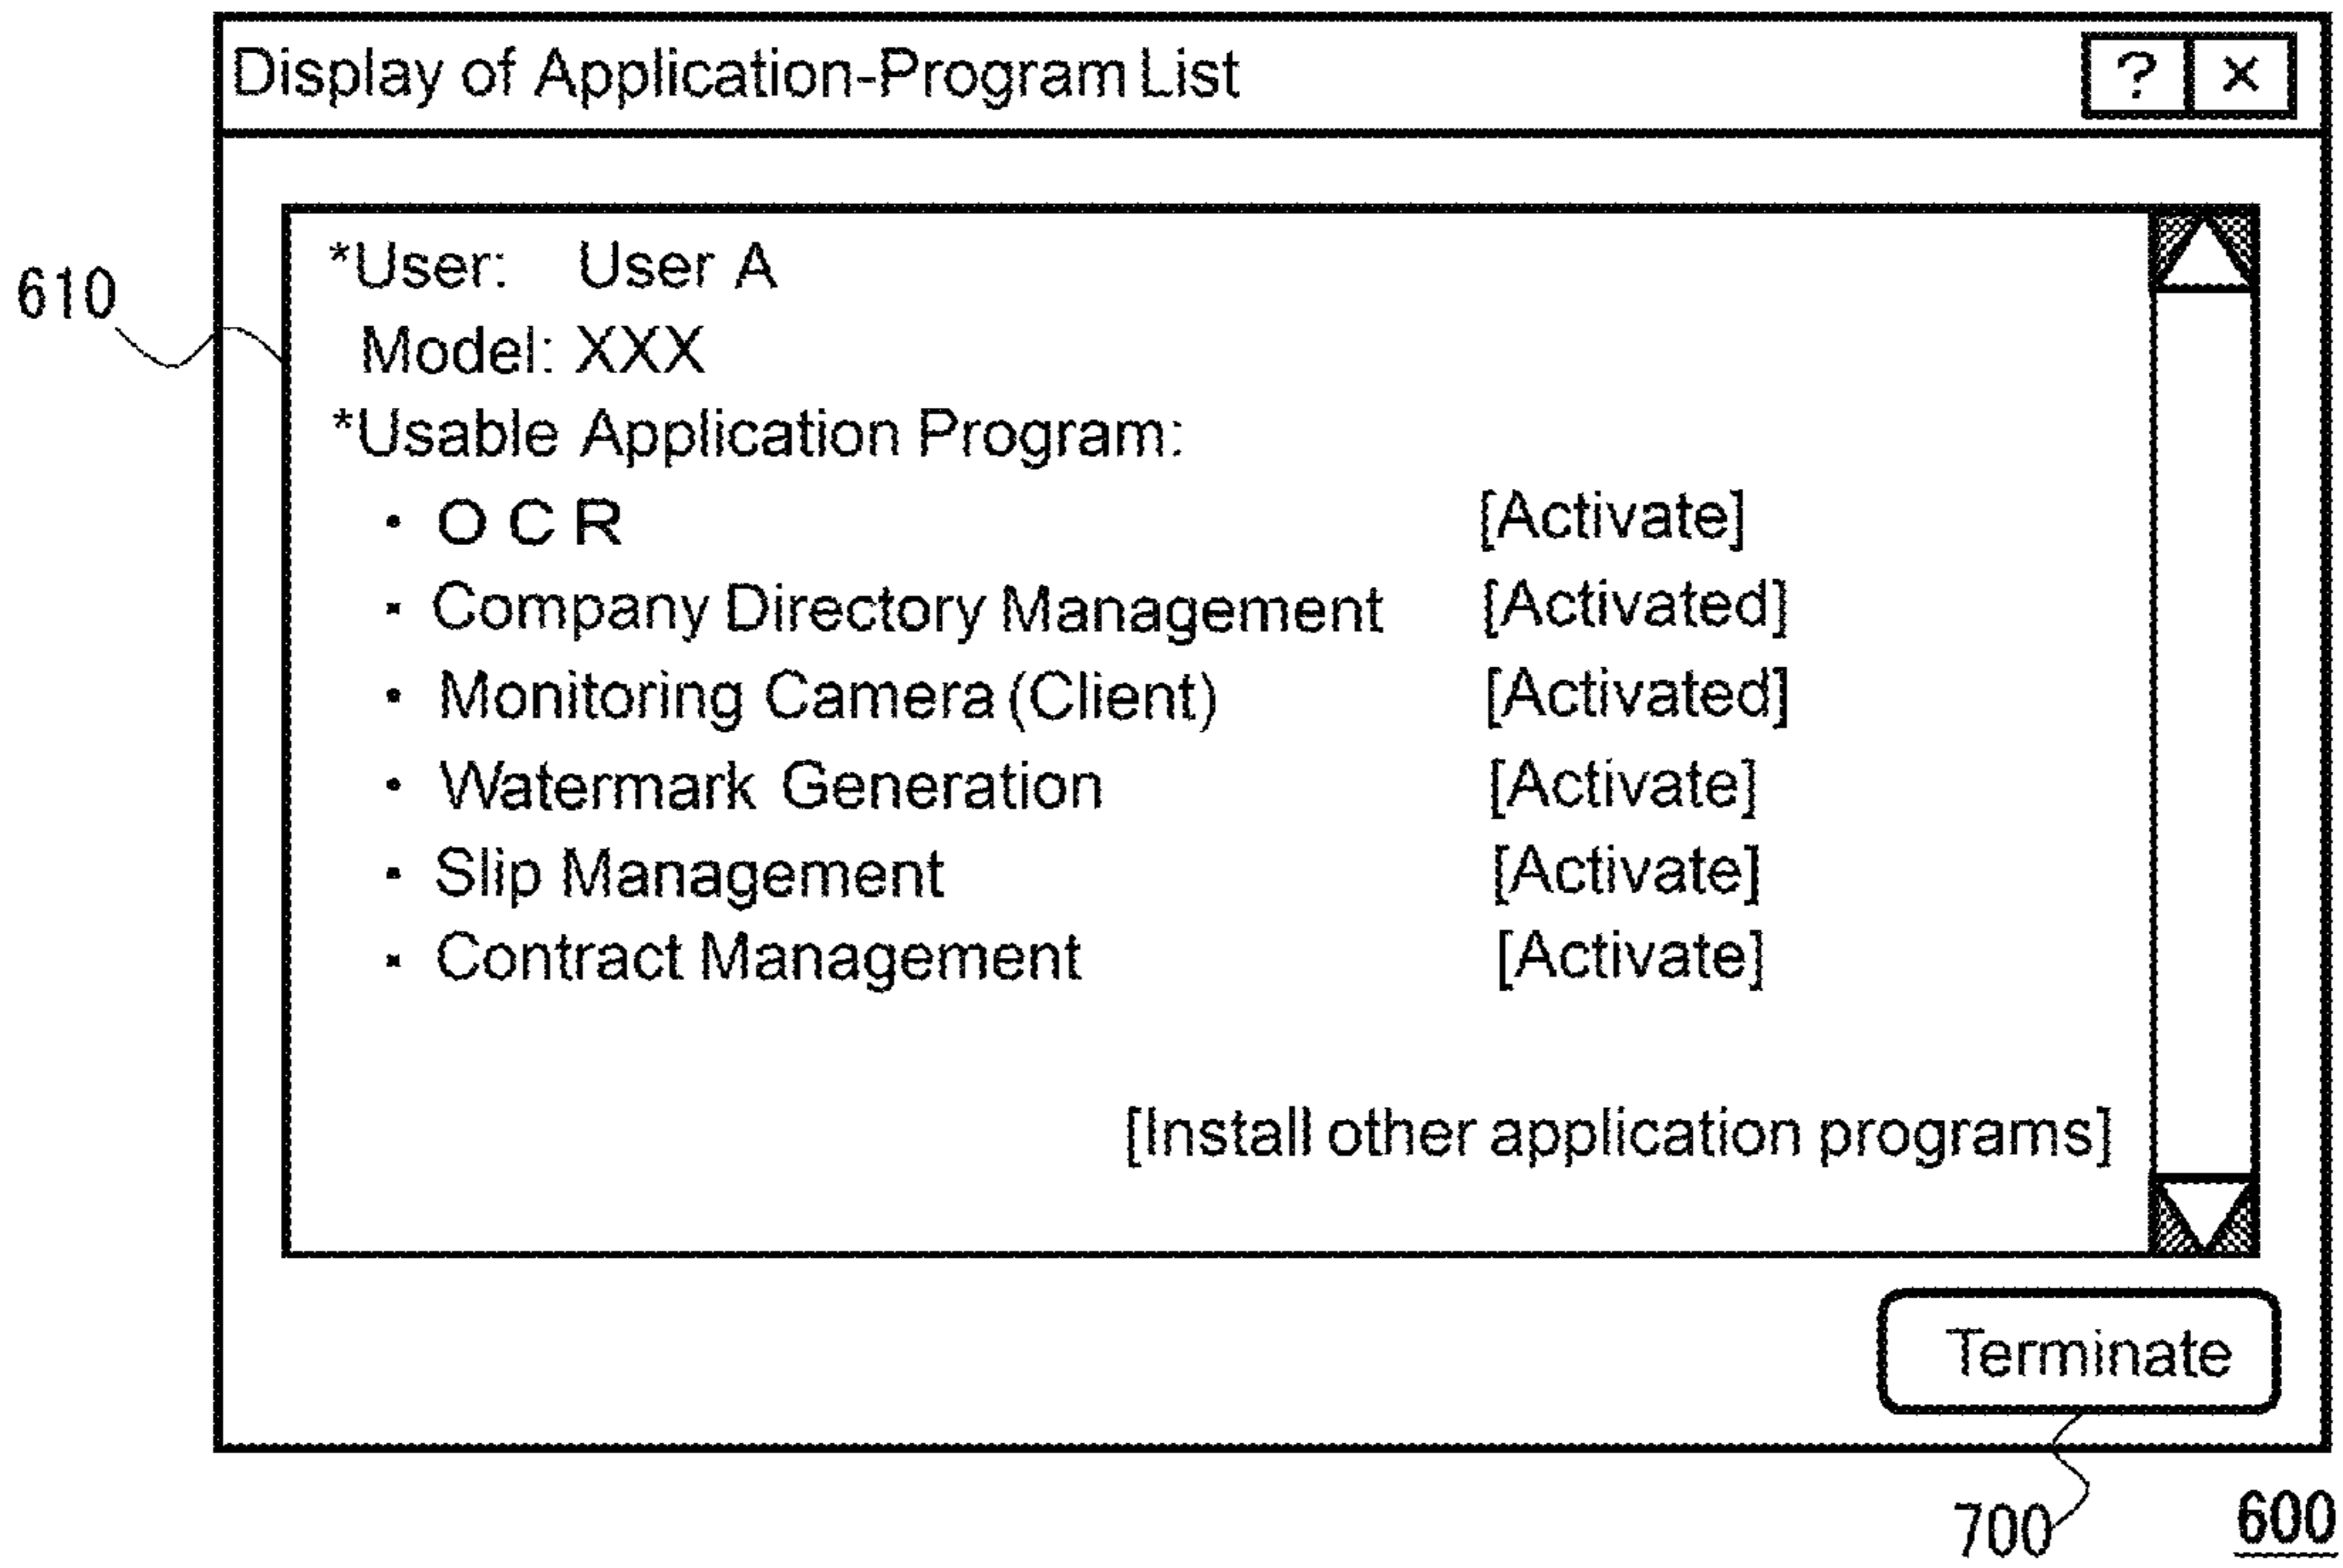 Display of Application-Program List ? ×
610
*User: User A
Model: XXX
*Usable Application Program:
・ OCR [Activate]
・ Company Directory Management [Activated]
・ Monitoring Camera (Client) [Activated]
・ Watermark Generation [Activate]
・ Slip Management [Activate]
・ Contract Management [Activate]
[Install other application programs]
Terminate
700
600